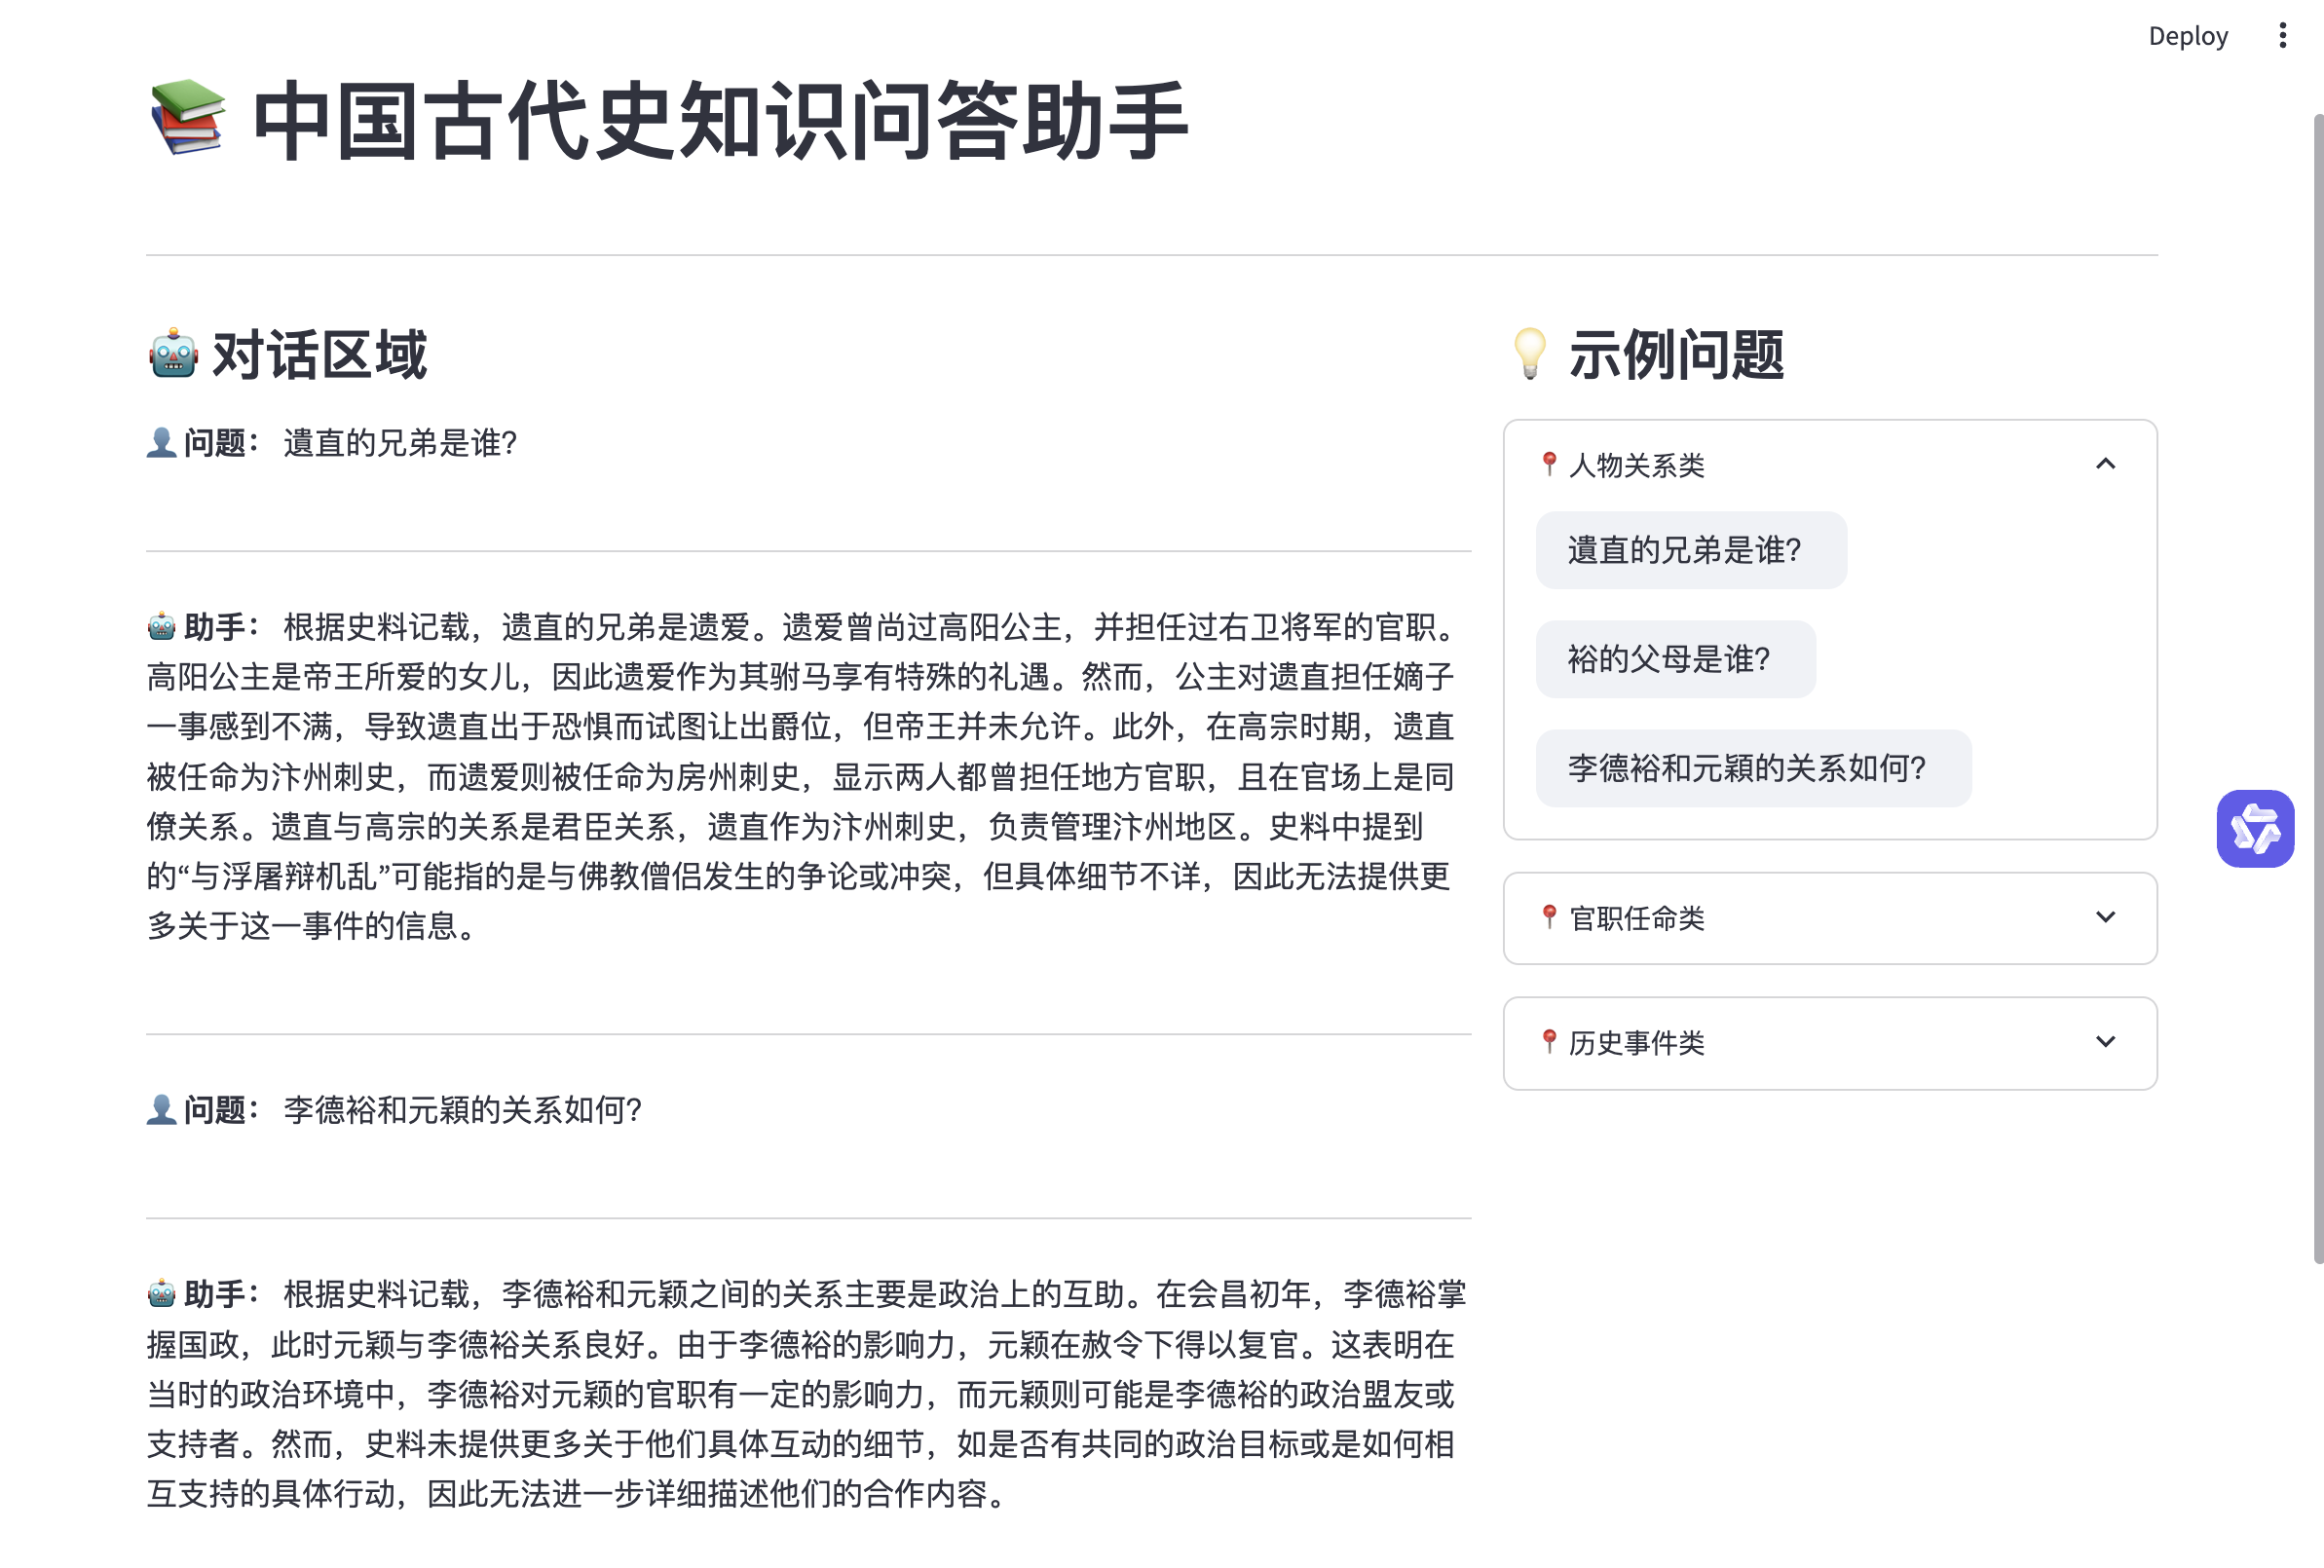 Deploy
中国古代史知识问答助手
对话区域
问题： 遺直的兄弟是谁?
助手： 根据史料记载，遗直的兄弟是遗爱。遗爱曾尚过高阳公主，并担任过右卫将军的官职。
高阳公主是帝王所爱的女儿，因此遗爱作为其驸马享有特殊的礼遇。然而，公主对遗直担任嫡子
一事感到不满，导致遗直出于恐惧而试图让出爵位，但帝王并未允许。此外，在高宗时期，遗直
被任命为汴州刺史，而遗爱则被任命为房州刺史，显示两人都曾担任地方官职，且在官场上是同
僚关系。遗直与高宗的关系是君臣关系，遗直作为汴州刺史，负责管理汴州地区。史料中提到
的“与浮屠辩机乱”可能指的是与佛教僧侣发生的争论或冲突，但具体细节不详，因此无法提供更
多关于这一事件的信息。
问题： 李德裕和元穎的关系如何?
助手： 根据史料记载，李德裕和元颖之间的关系主要是政治上的互助。在会昌初年，李德裕掌
握国政，此时元颖与李德裕关系良好。由于李德裕的影响力，元颖在赦令下得以复官。这表明在
当时的政治环境中，李德裕对元颖的官职有一定的影响力，而元颖则可能是李德裕的政治盟友或
支持者。然而，史料未提供更多关于他们具体互动的细节，如是否有共同的政治目标或是如何相
互支持的具体行动，因此无法进一步详细描述他们的合作内容。
示例问题
人物关系类
遺直的兄弟是谁?
裕的父母是谁?
李德裕和元穎的关系如何?
官职任命类
历史事件类